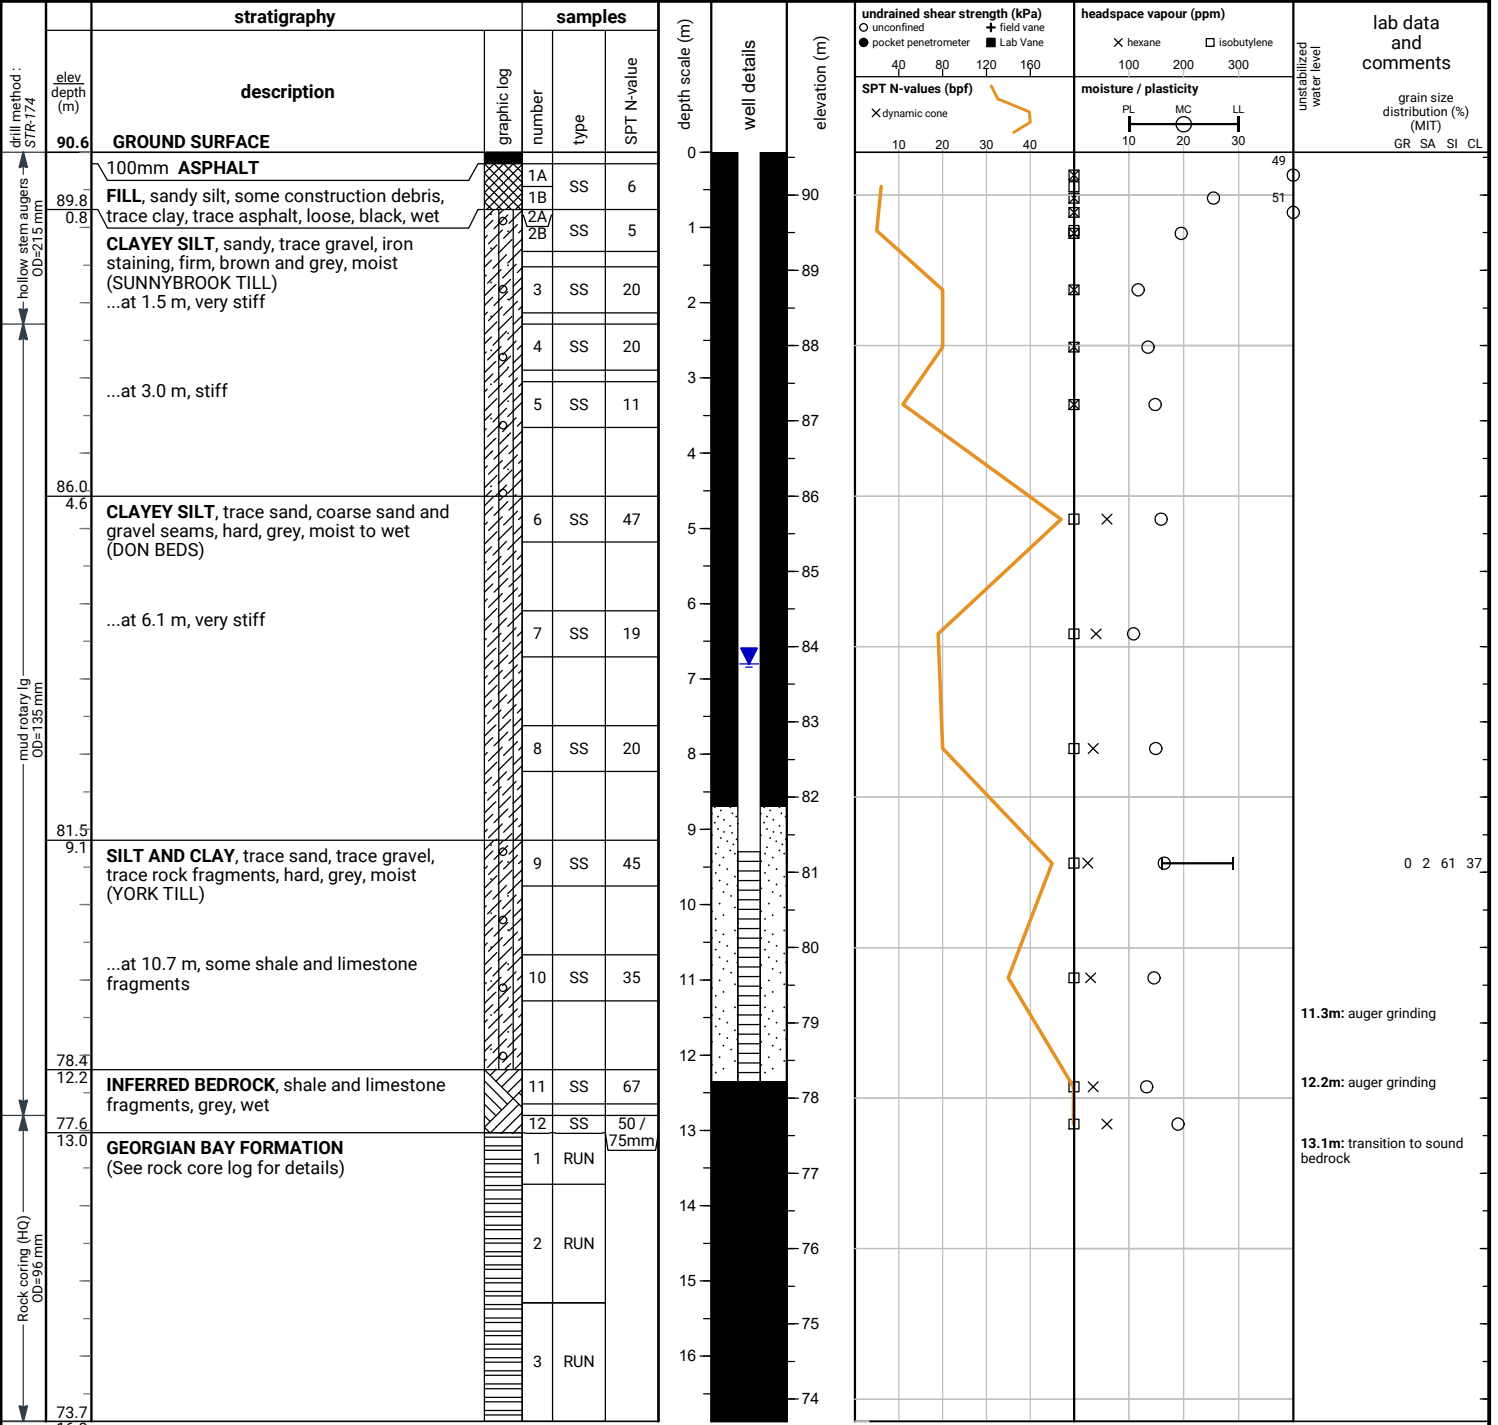 stratigraphy
samples
drill method :
STR-174
elev
depth
(m)
description
graphic log
number
type
SPT N-value
depth scale (m)
well details
elevation (m)
undrained shear strength (kPa)
unconfined
field vane
pocket penetrometer
Lab Vane
40 80 120 160
SPT N-values (bpf)
dynamic cone
10 20 30 40
headspace vapour (ppm)
hexane
isobutylene
100 200 300
moisture / plasticity
PL MC LL
10 20 30
unstabilized
water level
lab data
and
comments
grain size
distribution (%)
(MIT)
GR SA SI CL
90.6 GROUND SURFACE
hollow stem augers
OD=215 mm
mud rotary lg
OD=135 mm
Rock coring (HQ)
OD=96 mm
100mm ASPHALT
FILL, sandy silt, some construction debris,
trace clay, trace asphalt, loose, black, wet
89.8
0.8
CLAYEY SILT, sandy, trace gravel, iron
staining, firm, brown and grey, moist
(SUNNYBROOK TILL)
...at 1.5 m, very stiff
...at 3.0 m, stiff
86.0
4.6
CLAYEY SILT, trace sand, coarse sand and
gravel seams, hard, grey, moist to wet
(DON BEDS)
...at 6.1 m, very stiff
81.5
9.1
SILT AND CLAY, trace sand, trace gravel,
trace rock fragments, hard, grey, moist
(YORK TILL)
...at 10.7 m, some shale and limestone
fragments
78.4
12.2
INFERRED BEDROCK, shale and limestone
fragments, grey, wet
77.6
13.0
GEORGIAN BAY FORMATION
(See rock core log for details)
73.7
1A
1B
SS 6
2A
2B
SS 5
3 SS 20
4 SS 20
5 SS 11
6 SS 47
7 SS 19
8 SS 20
9 SS 45
10 SS 35
11 SS 67
12 SS 50 /
75mm
1 RUN
2 RUN
3 RUN
0
1
2
3
4
5
6
7
8
9
10
11
12
13
14
15
16
90
89
88
87
86
85
84
83
82
81
80
79
78
77
76
75
74
49
51
0 2 61 37
11.3m: auger grinding
12.2m: auger grinding
13.1m: transition to sound
bedrock